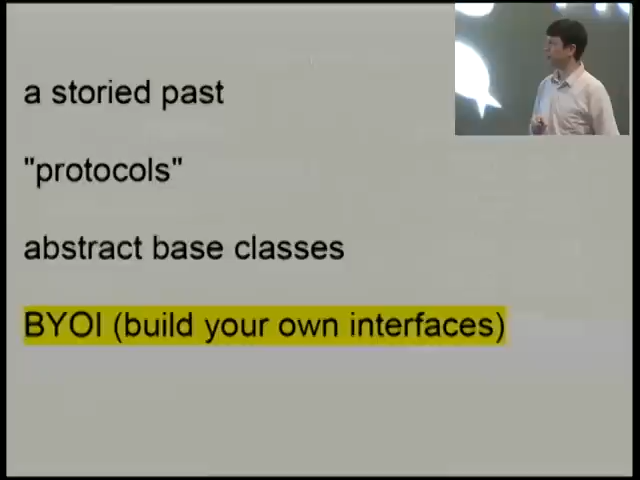 a storied past
"protocols"
abstract base classes
BYOI (build your own interfaces)